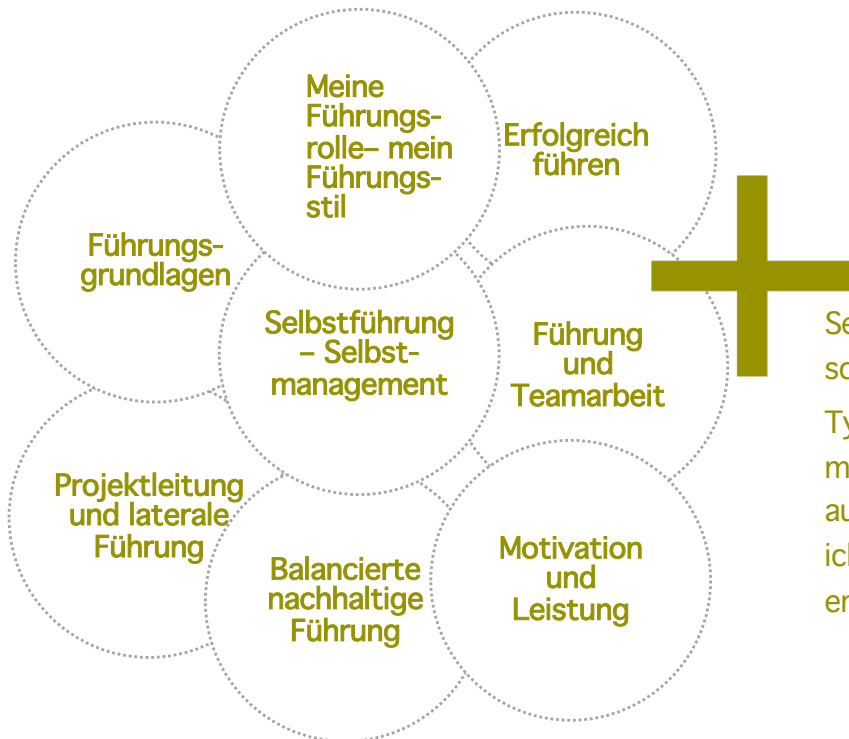 Meine
Führungs-
rolle– mein
Führungs-
stil
Erfolgreich
führen
Führungs-
grundlagen
Selbstführung
– Selbst-
management
Führung
und
Teamarbeit
Projektleitung
und laterale
Führung
Balancierte
nachhaltige
Führung
Motivation
und
Leistung